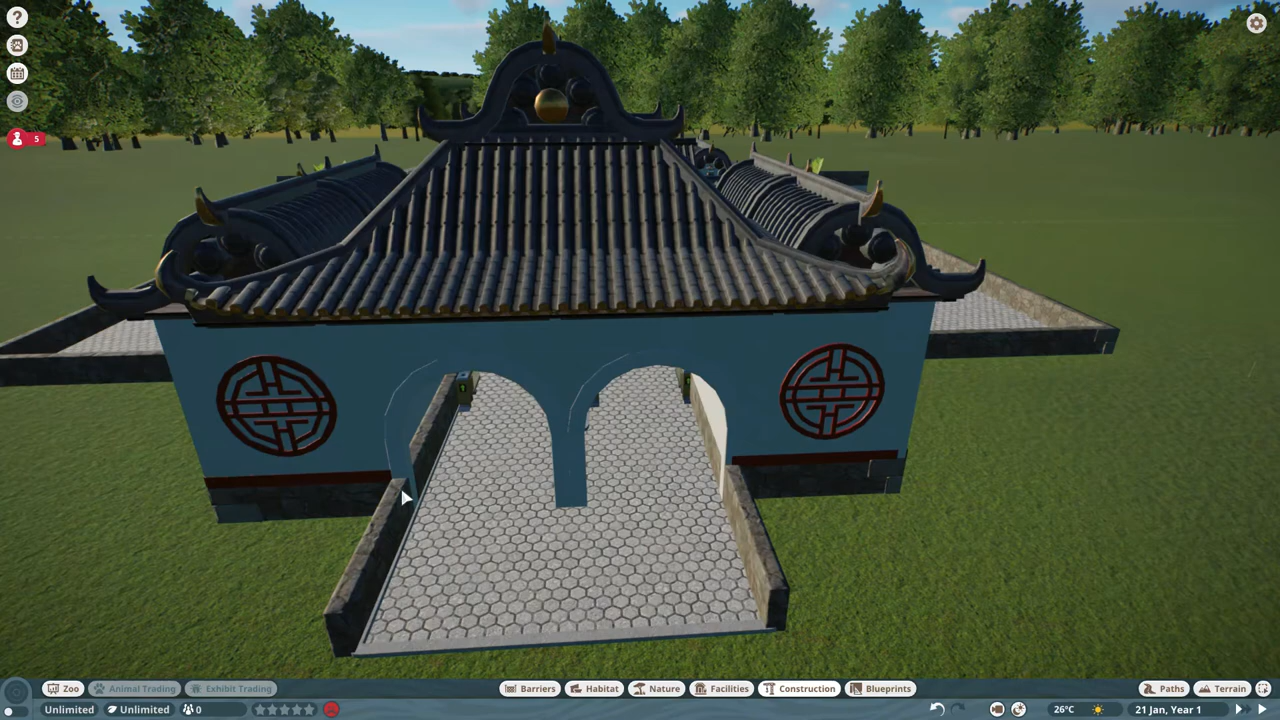 ?
5
Zoo Animal Trading Exhibit Trading Barriers Habitat Nature Facilities Construction Blueprints Paths Terrain
Unlimited Unlimited 0 26°C 21 Jan, Year 1